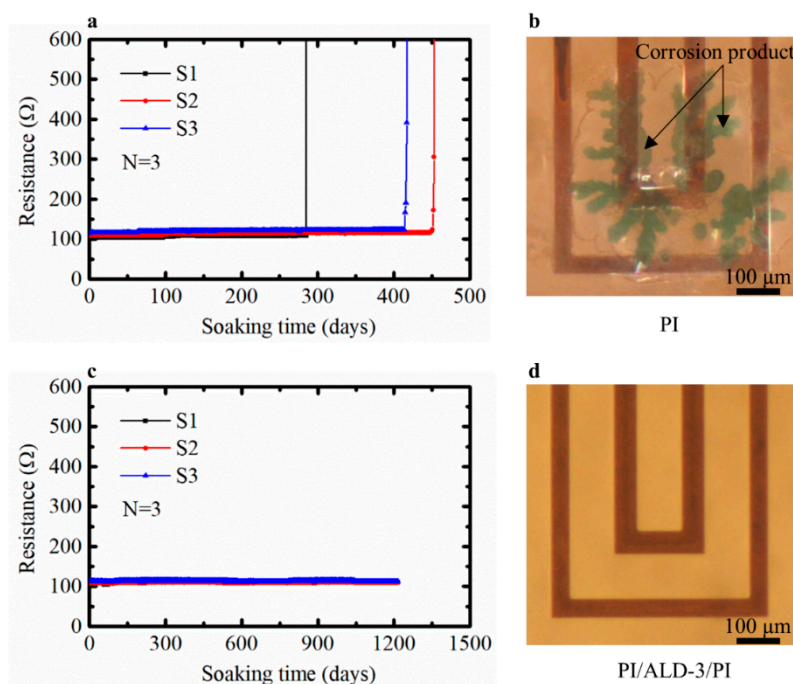 a
600
500
400
300
200
100
0
Resistance (Ω)
S1
S2
S3
N=3
0 100 200 300 400 500
Soaking time (days)
b
Corrosion product
100 µm
PI
c
600
500
400
300
200
100
0
Resistance (Ω)
S1
S2
S3
N=3
0 300 600 900 1200 1500
Soaking time (days)
d
100 µm
PI/ALD-3/PI